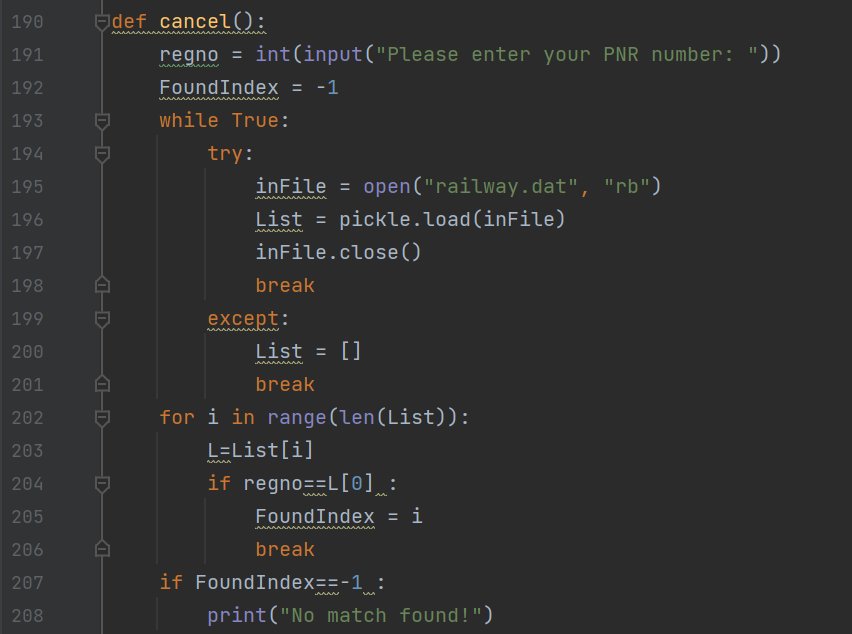 190 def cancel():
191     regno = int(input("Please enter your PNR number: "))
192     FoundIndex = -1
193     while True:
194         try:
195             inFile = open("railway.dat", "rb")
196             List = pickle.load(inFile)
197             inFile.close()
198             break
199         except:
200             List = []
201             break
202     for i in range(len(List)):
203         L=List[i]
204         if regno==L[0] :
205             FoundIndex = i
206             break
207     if FoundIndex==-1 :
208         print("No match found!")